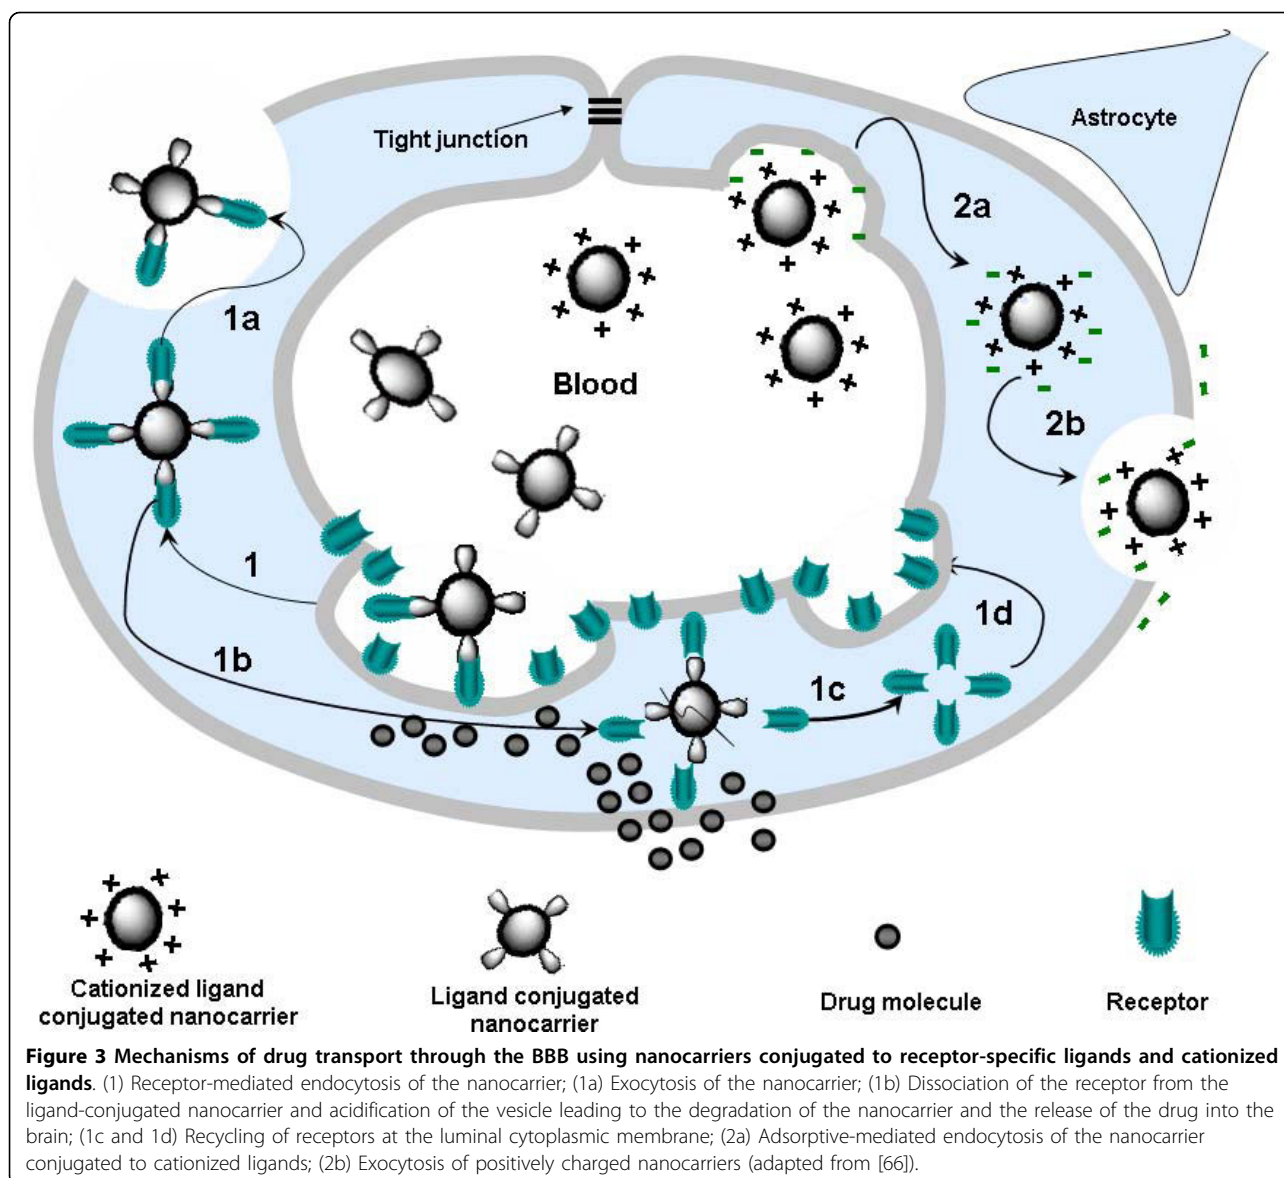 Tight junction
Astrocyte
2a
1a
Blood
2b
1
1b
1d
1c
Cationized ligand
conjugated nanocarrier
Ligand conjugated
nanocarrier
Drug molecule
Receptor
Figure 3 Mechanisms of drug transport through the BBB using nanocarriers conjugated to receptor-specific ligands and cationized
ligands. (1) Receptor-mediated endocytosis of the nanocarrier; (1a) Exocytosis of the nanocarrier; (1b) Dissociation of the receptor from the
ligand-conjugated nanocarrier and acidification of the vesicle leading to the degradation of the nanocarrier and the release of the drug into the
brain; (1c and 1d) Recycling of receptors at the luminal cytoplasmic membrane; (2a) Adsorptive-mediated endocytosis of the nanocarrier
conjugated to cationized ligands; (2b) Exocytosis of positively charged nanocarriers (adapted from [66]).